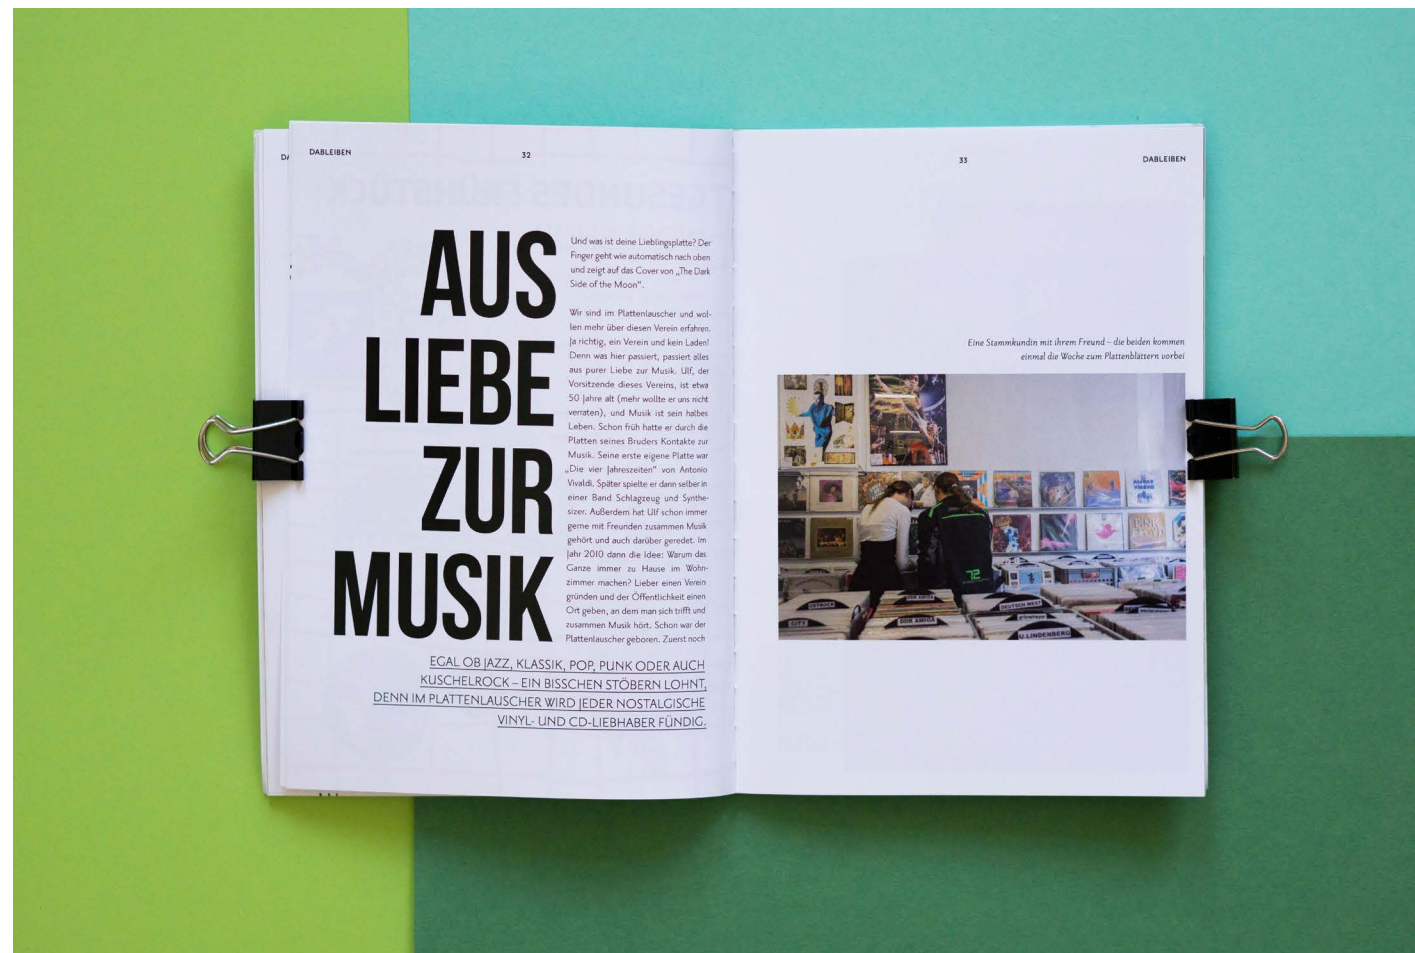 DABLEIBEN
32
AUS
LIEBE
ZUR
MUSIK
Und was ist deine Lieblingsplatte? Der
Finger geht wie automatisch nach oben
und zeigt auf das Cover von „The Dark
Side of the Moon“.
Wir sind im Plattenlauscher und wol-
len mehr über diesen Verein erfahren.
Ja richtig, ein Verein und kein Laden!
Denn was hier passiert, passiert alles
aus purer Liebe zur Musik. Ulf, der
Vorsitzende dieses Vereins, ist etwa
50 Jahre alt (mehr wollte er uns nicht
verraten), und Musik ist sein halbes
Leben. Schon früh hatte er durch die
Platten seines Bruders Kontakte zur
Musik. Seine erste eigene Platte war
„Die vier Jahreszeiten“ von Antonio
Vivaldi. Später spielte er dann selber in
einer Band Schlagzeug und Synthe-
sizer. Außerdem hat Ulf schon immer
gerne mit Freunden zusammen Musik
gehört und auch darüber geredet. Im
Jahr 2010 dann die Idee: Warum das
Ganze immer zu Hause im Wohn-
zimmer machen? Lieber einen Verein
gründen und der Öffentlichkeit einen
Ort geben, an dem man sich trifft und
zusammen Musik hört. Schon war der
Plattenlauscher geboren. Zuerst noch
EGAL OB JAZZ, KLASSIK, POP, PUNK ODER AUCH
KUSCHELROCK – EIN BISSCHEN STÖBERN LOHNT,
DENN IM PLATTENLAUSCHER WIRD JEDER NOSTALGISCHE
VINYL- UND CD-LIEBHABER FÜNDIG.
33
DABLEIBEN
Eine Stammkundin mit ihrem Freund – die beiden kommen
einmal die Woche zum Plattenblättern vorbei
PINK
FLOYD
72
OSTROCK
DDR AMIGA
DEUTSCH WEST
CITY
DDR AMIGA
U. LINDENBERG